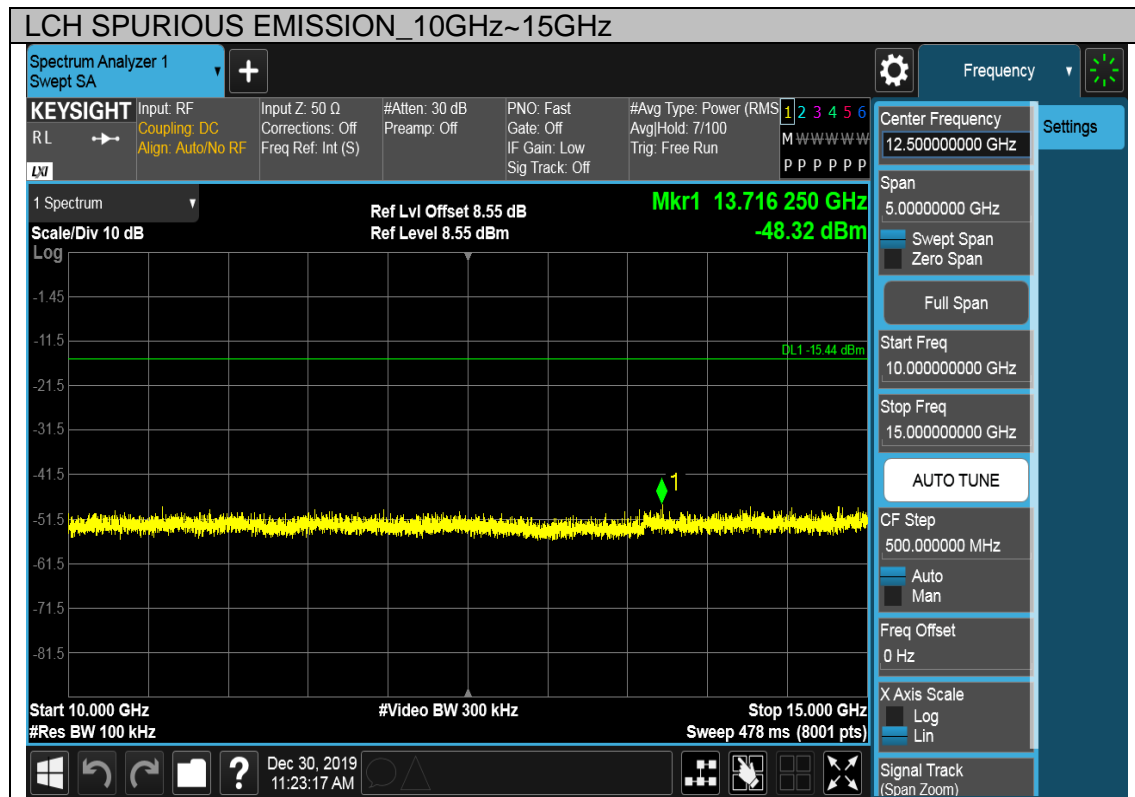 LCH SPURIOUS EMISSION_10GHz~15GHz
Spectrum Analyzer 1
Swept SA
+
Frequency
KEYSIGHT
RL
LXI
Input: RF
Coupling: DC
Align: Auto/No RF
Input Z: 50 Ω
Corrections: Off
Freq Ref: Int (S)
#Atten: 30 dB
Preamp: Off
PNO: Fast
Gate: Off
IF Gain: Low
Sig Track: Off
#Avg Type: Power (RMS
Avg|Hold: 7/100
Trig: Free Run
1 2 3 4 5 6
M W W W W W
P P P P P P
1 Spectrum
Scale/Div 10 dB
Log
Ref Lvl Offset 8.55 dB
Ref Level 8.55 dBm
Mkr1 13.716 250 GHz
-48.32 dBm
-1.45
-11.5
DL1 -15.44 dBm
-21.5
-31.5
-41.5
1
-51.5
-61.5
-71.5
-81.5
Start 10.000 GHz
#Res BW 100 kHz
#Video BW 300 kHz
Stop 15.000 GHz
Sweep 478 ms (8001 pts)
Center Frequency
12.500000000 GHz
Settings
Span
5.00000000 GHz
Swept Span
Zero Span
Full Span
Start Freq
10.000000000 GHz
Stop Freq
15.000000000 GHz
AUTO TUNE
CF Step
500.000000 MHz
Auto
Man
Freq Offset
0 Hz
X Axis Scale
Log
Lin
Signal Track
(Span Zoom)
?
Dec 30, 2019
11:23:17 AM